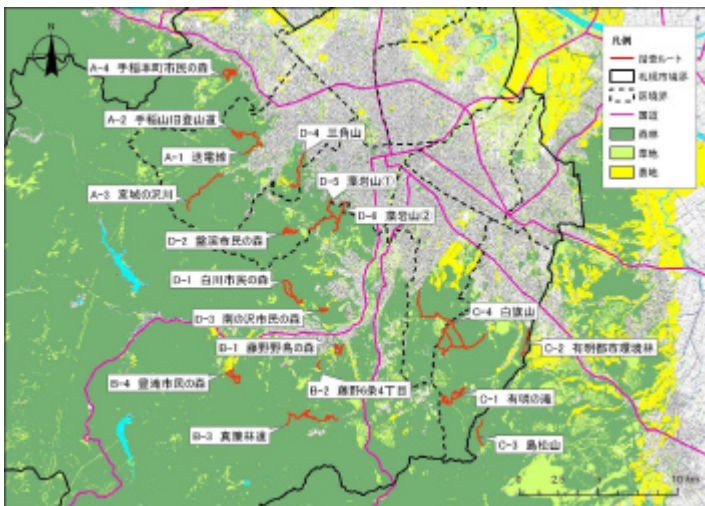 凡例
踏査ルート
札幌市境界
区境界
国道
森林
草地
農地
A-4 手稲本町市民の森
A-2 手稲山旧登山道
D-4 三角山
A-1 送電線
D-5 藻岩山①
A-3 宮城の沢川
D-6 藻岩山②
D-2 盤渓市民の森
D-1 白川市民の森
D-3 南の沢市民の森
C-4 白旗山
B-1 藤野野鳥の森
C-2 有明都市環境林
B-4 豊滝市民の森
B-2 藤野6条4丁目
C-1 有明の滝
B-3 真簾林道
C-3 島松山
0 2.5 5 10 km